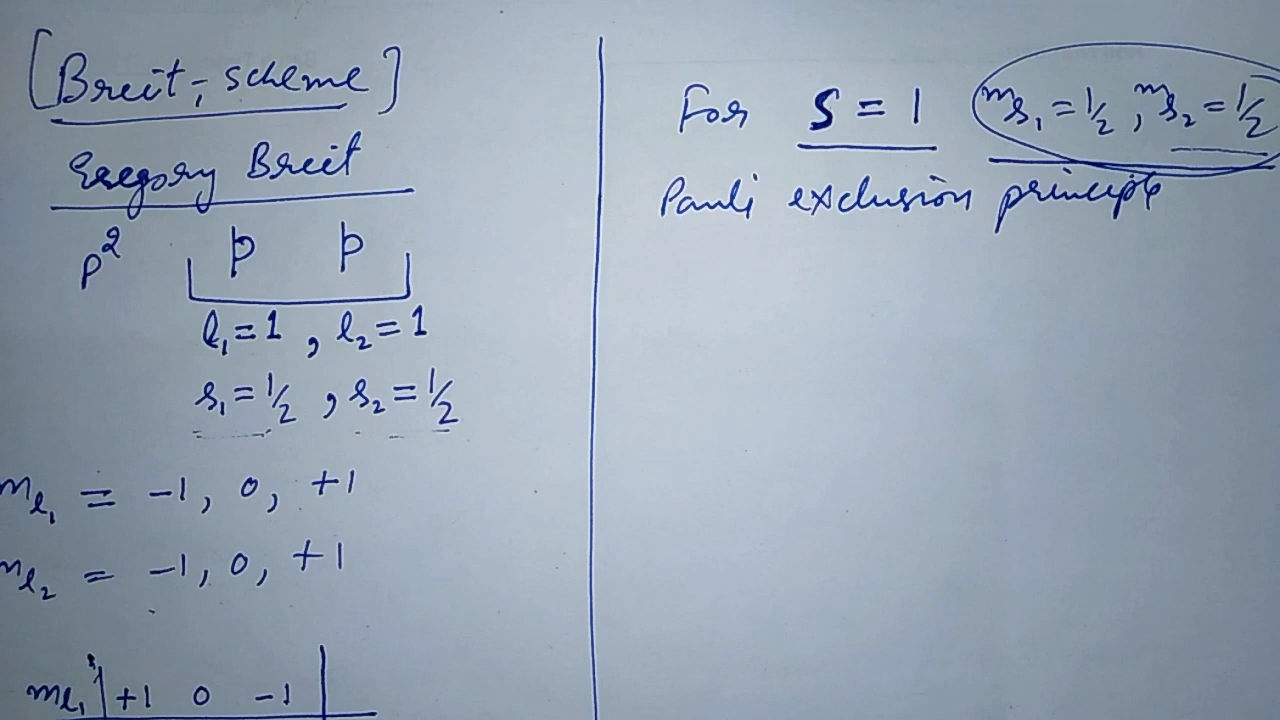 [Breit-scheme]
Gregory Breit
p² p p
l₁=1, l₂=1
s₁=1/2, s₂=1/2
mₗ₁ = -1, 0, +1
mₗ₂ = -1, 0, +1
mₗ₁ | +1 0 -1 |
For S = 1 mₛ₁=1/2, mₛ₂=1/2
Pauli exclusion principle